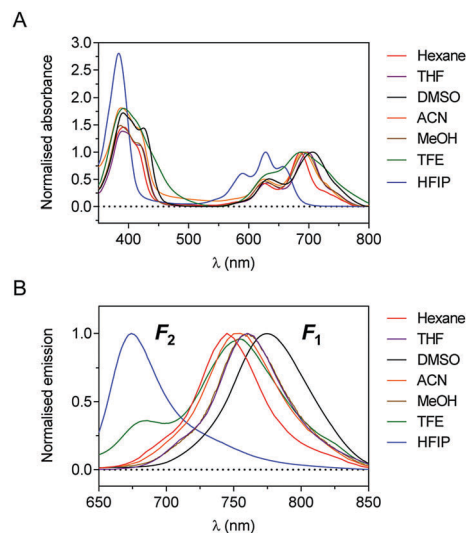 A
Normalised absorbance
3.0
2.5
2.0
1.5
1.0
0.5
0.0
400 500 600 700 800
λ (nm)
Hexane
THF
DMSO
ACN
MeOH
TFE
HFIP
B
Normalised emission
1.0
0.5
0.0
F2 F1
650 700 750 800 850
λ (nm)
Hexane
THF
DMSO
ACN
MeOH
TFE
HFIP